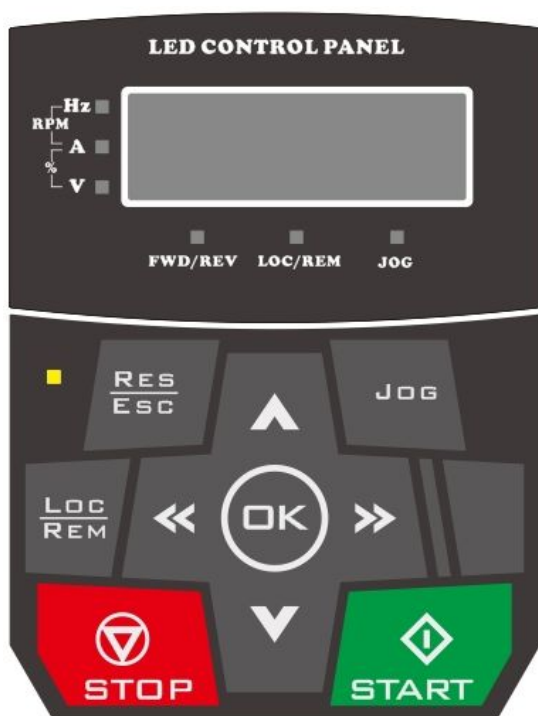 LED CONTROL PANEL
Hz
RPM
A
%
V
FWD/REV LOC/REM JOG
RES
ESC
JOG
LOC
REM
OK
STOP
START